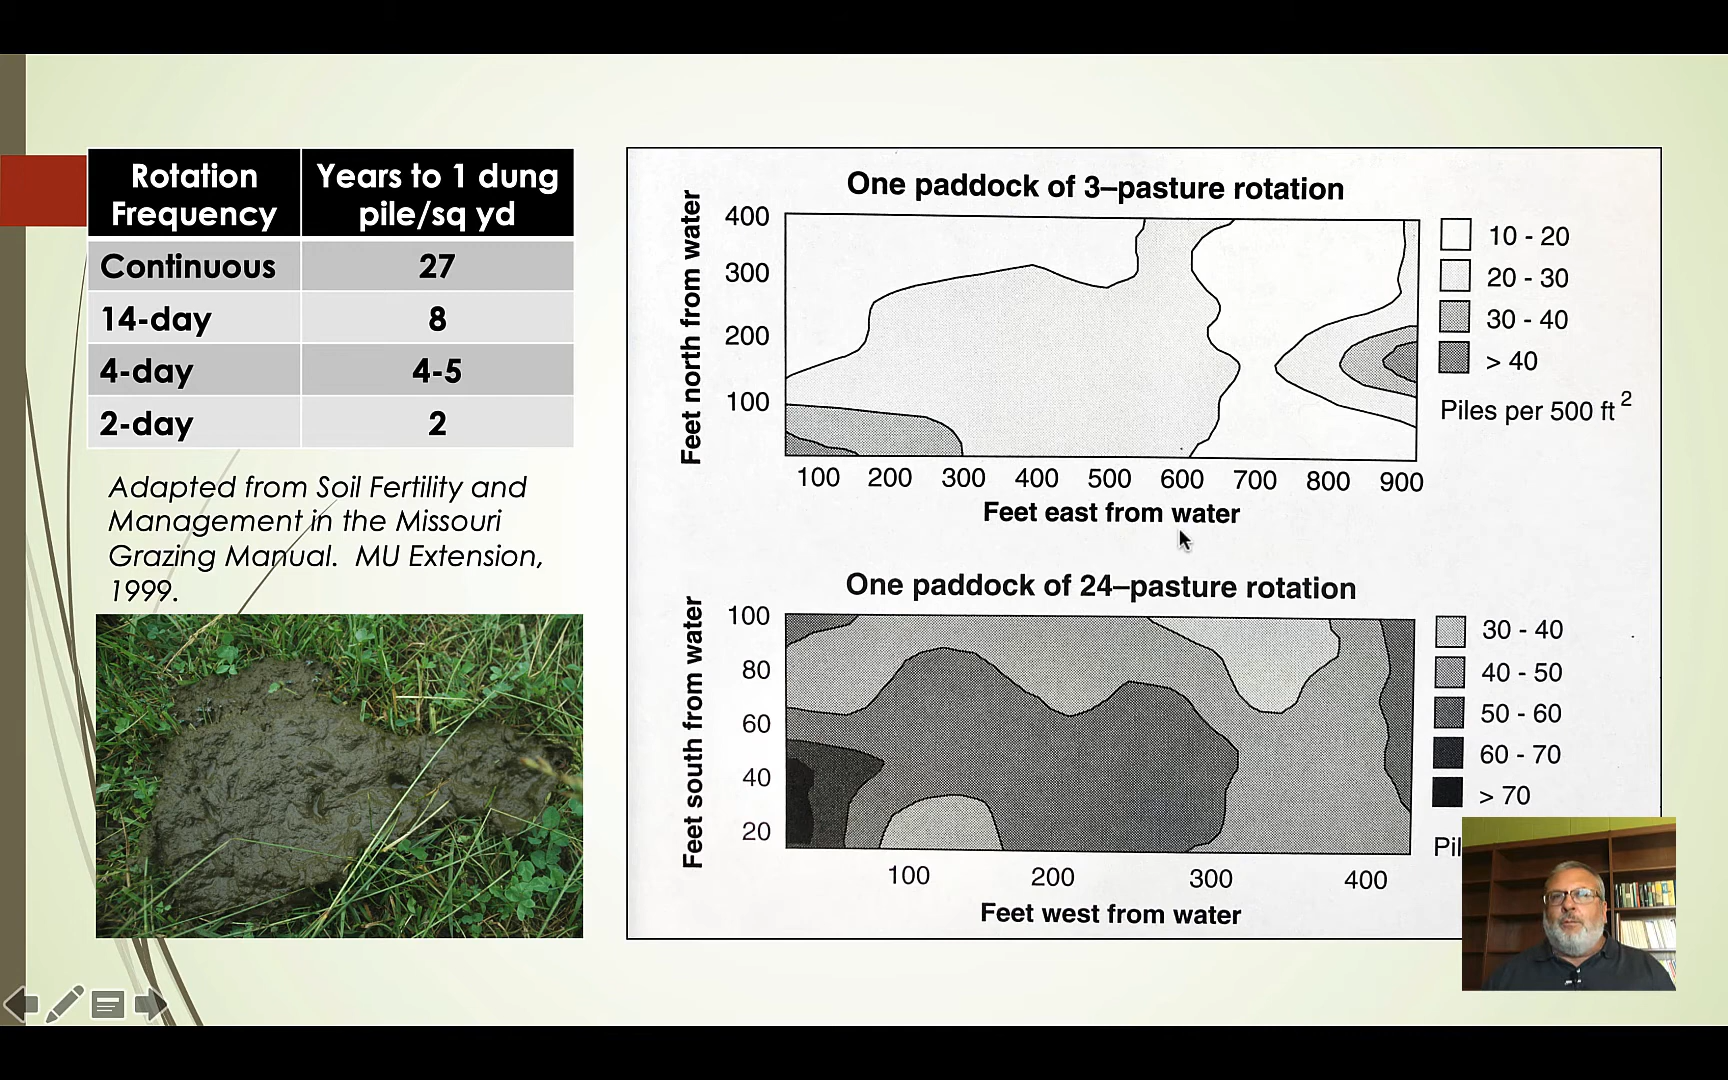 Rotation
Frequency
Years to 1 dung
pile/sq yd
Continuous 27
14-day 8
4-day 4-5
2-day 2
Adapted from Soil Fertility and
Management in the Missouri
Grazing Manual.  MU Extension,
1999.
One paddock of 3–pasture rotation
Feet north from water
400
300
200
100
100 200 300 400 500 600 700 800 900
Feet east from water
10 - 20
20 - 30
30 - 40
> 40
Piles per 500 ft 2
One paddock of 24–pasture rotation
Feet south from water
100
80
60
40
20
100 200 300 400
Feet west from water
30 - 40
40 - 50
50 - 60
60 - 70
> 70
Pil